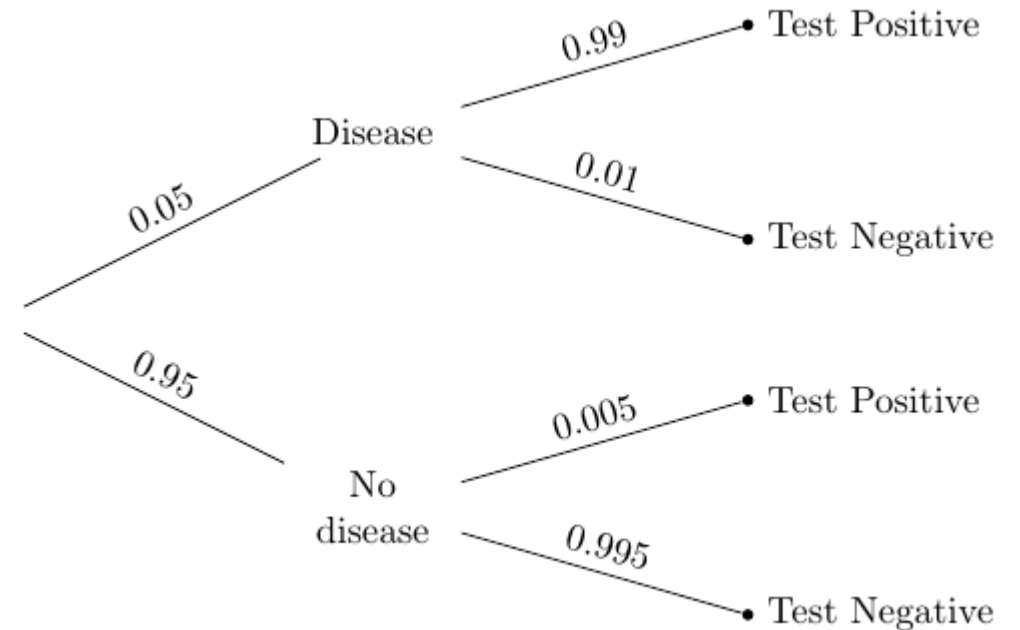 0.99
Test Positive
Disease
0.01
0.05
Test Negative
0.95
0.005
Test Positive
No
disease
0.995
Test Negative